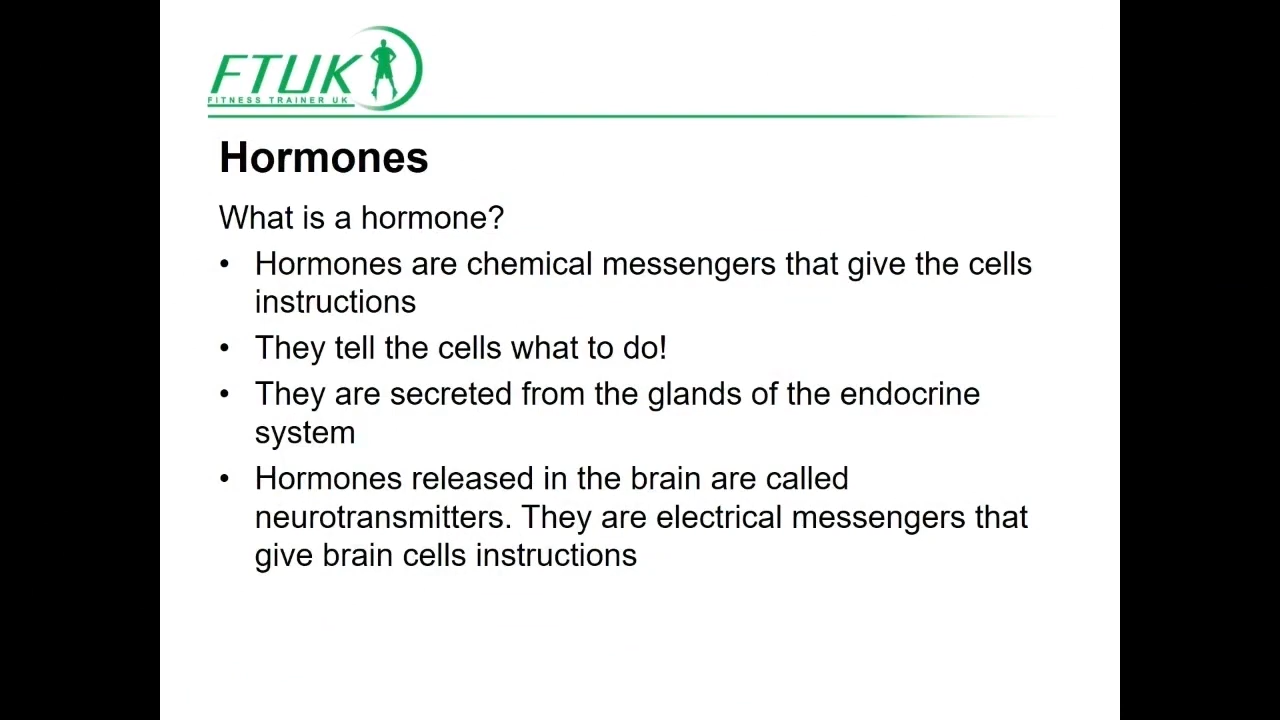 FTUK
FITNESS TRAINER UK
Hormones
What is a hormone?
• Hormones are chemical messengers that give the cells
instructions
• They tell the cells what to do!
• They are secreted from the glands of the endocrine
system
• Hormones released in the brain are called
neurotransmitters. They are electrical messengers that
give brain cells instructions